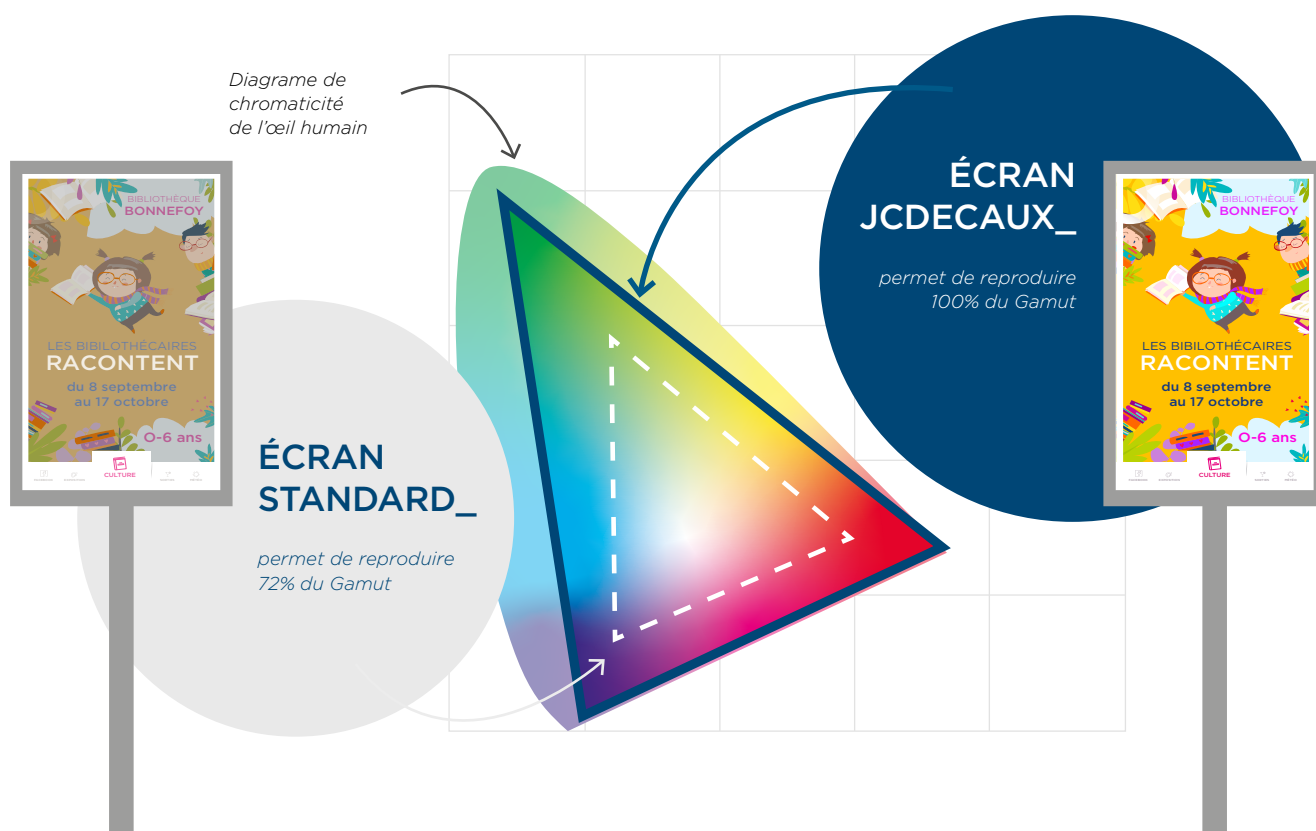 Diagrame de
chromaticité
de l'œil humain
ÉCRAN
JCDECAUX_
permet de reproduire
100% du Gamut
ÉCRAN
STANDARD_
permet de reproduire
72% du Gamut
BIBLIOTHÈQUE
BONNEFOY
LES BIBILOTHÉCAIRES
RACONTENT
du 8 septembre
au 17 octobre
0-6 ans
CULTURE
BIBLIOTHÈQUE
BONNEFOY
LES BIBILOTHÉCAIRES
RACONTENT
du 8 septembre
au 17 octobre
0-6 ans
CULTURE